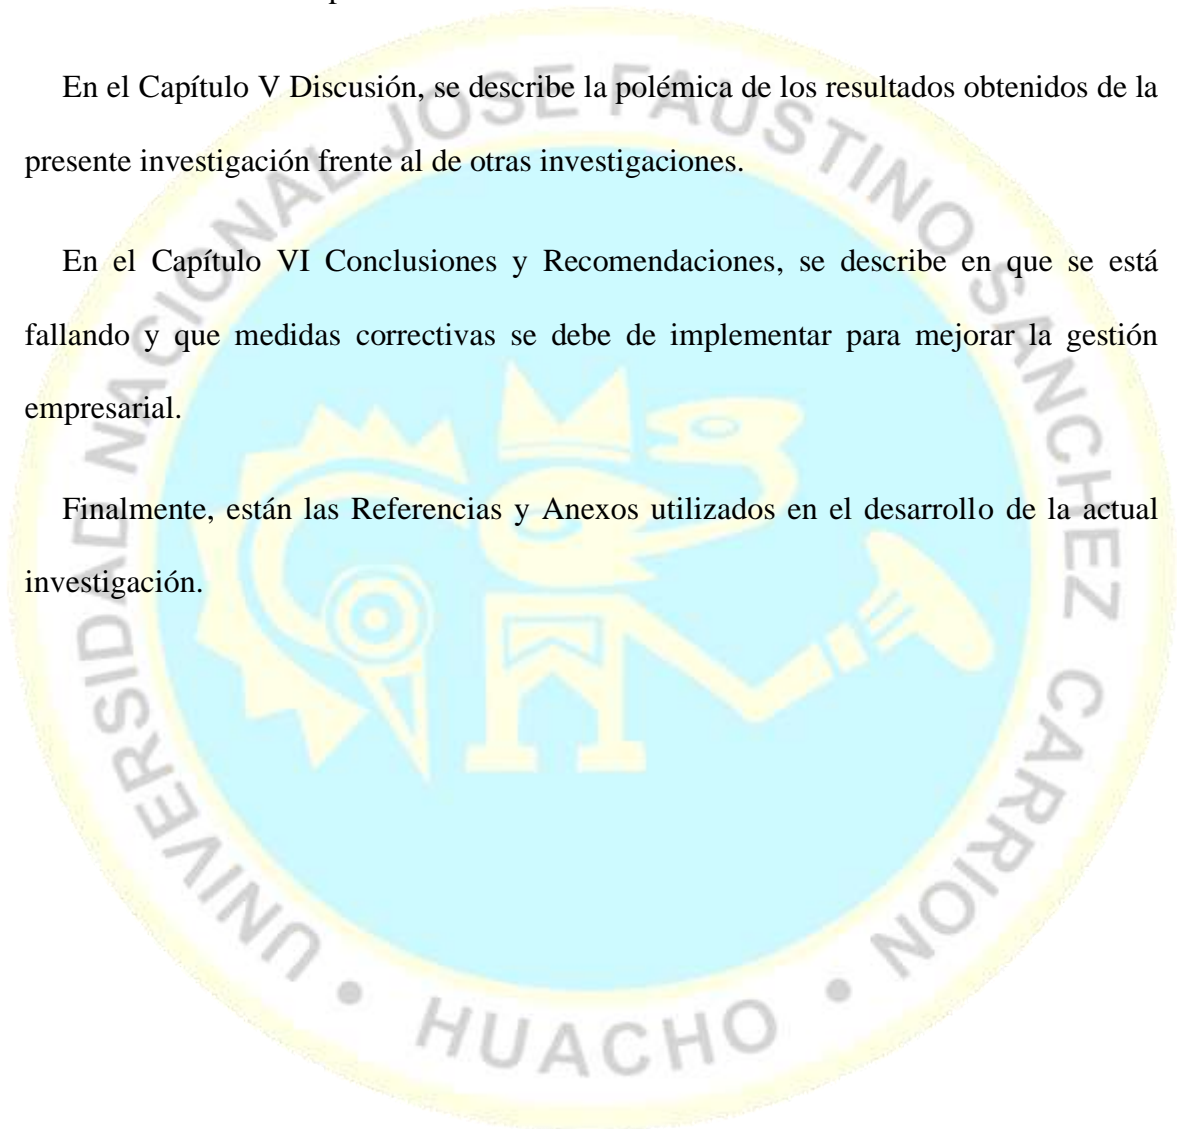 En el Capítulo V Discusión, se describe la polémica de los resultados obtenidos de la
presente investigación frente al de otras investigaciones.
En el Capítulo VI Conclusiones y Recomendaciones, se describe en que se está
fallando y que medidas correctivas se debe de implementar para mejorar la gestión
empresarial.
Finalmente, están las Referencias y Anexos utilizados en el desarrollo de la actual
investigación.
UNIVERSIDAD NACIONAL JOSE FAUSTINO SANCHEZ CARRION • HUACHO •